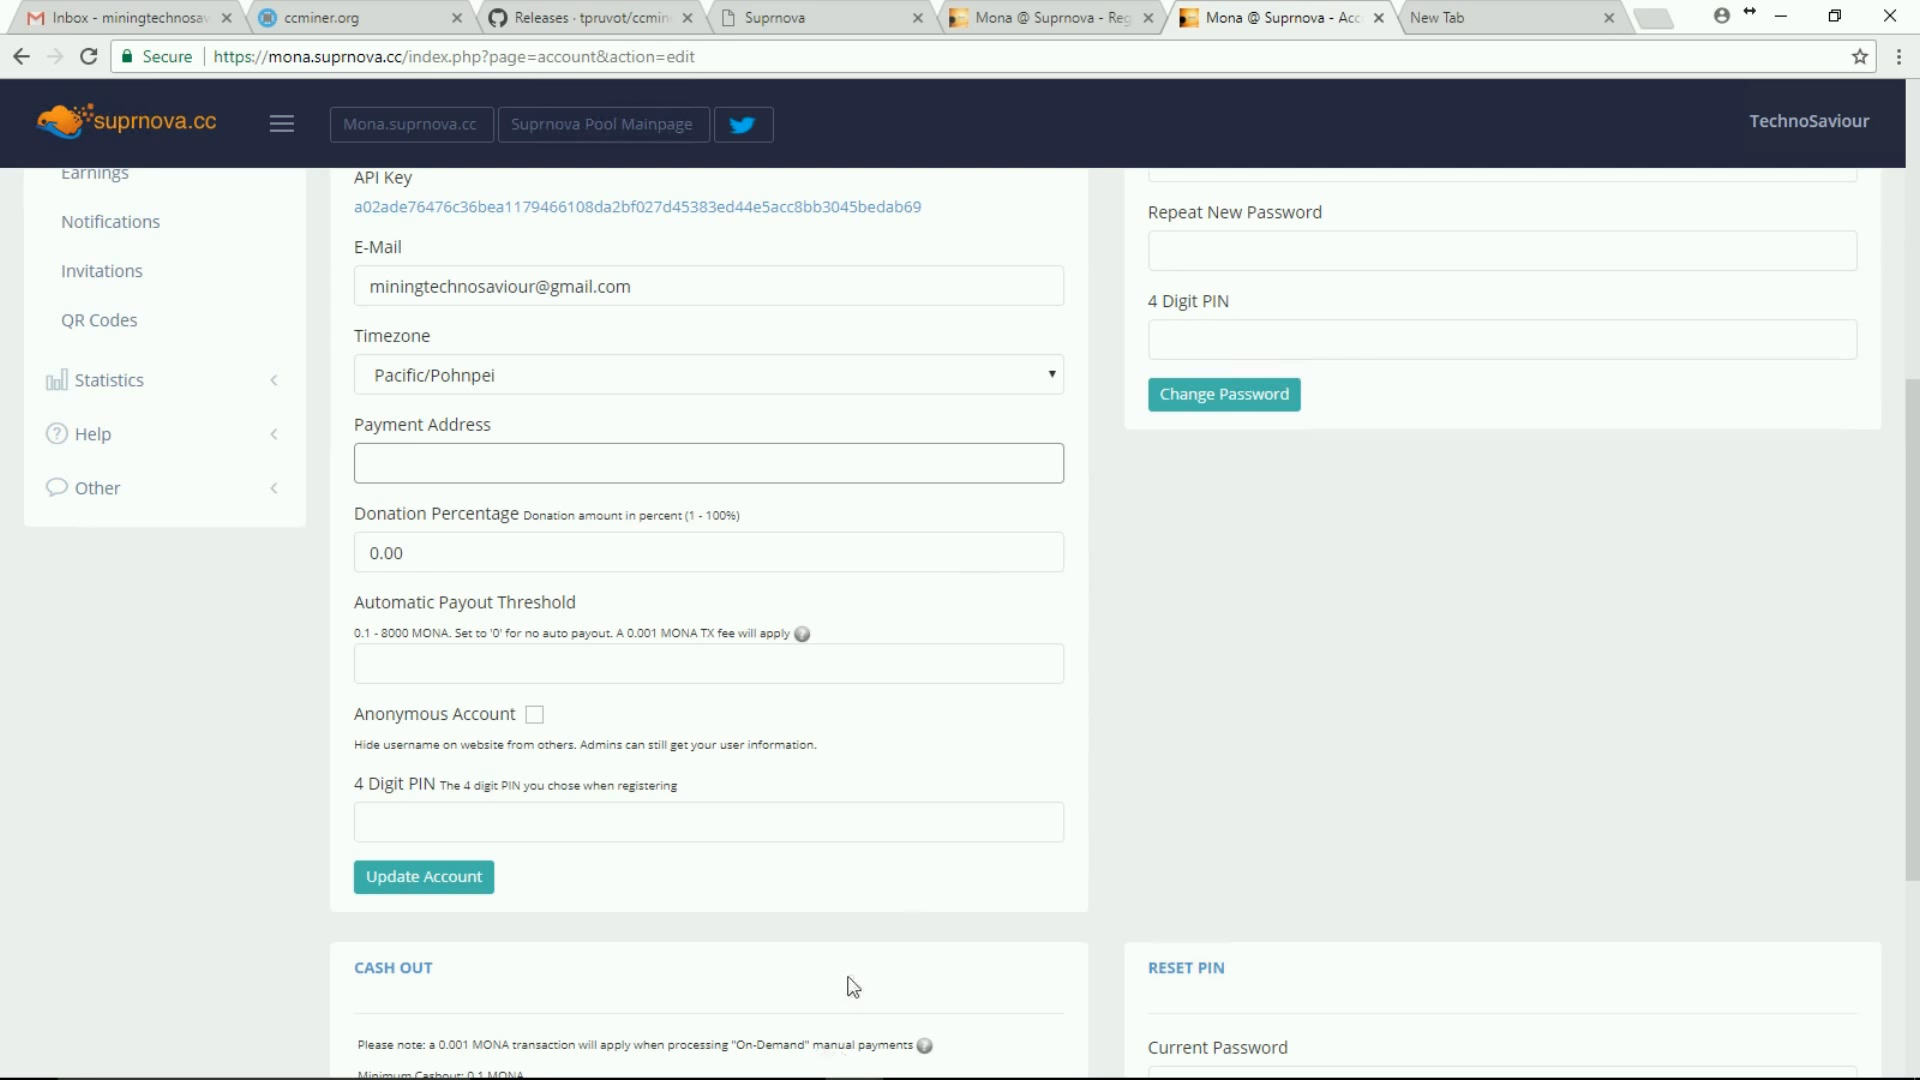 Inbox - miningtechnosav
ccminer.org
Releases · tpruvot/ccmin
Suprnova
Mona @ Suprnova - Reg
Mona @ Suprnova - Acc
New Tab
Secure
https://mona.suprnova.cc/index.php?page=account&action=edit
suprnova.cc
Mona.suprnova.cc
Suprnova Pool Mainpage
TechnoSaviour
Earnings
Notifications
Invitations
QR Codes
Statistics
Help
Other
API Key
a02ade76476c36bea1179466108da2bf027d45383ed44e5acc8bb3045bedab69
E-Mail
miningtechnosaviour@gmail.com
Timezone
Pacific/Pohnpei
Payment Address
Donation Percentage Donation amount in percent (1 - 100%)
0.00
Automatic Payout Threshold
0.1 - 8000 MONA. Set to '0' for no auto payout. A 0.001 MONA TX fee will apply
Anonymous Account
Hide username on website from others. Admins can still get your user information.
4 Digit PIN The 4 digit PIN you chose when registering
Update Account
Repeat New Password
4 Digit PIN
Change Password
CASH OUT
Please note: a 0.001 MONA transaction will apply when processing "On-Demand" manual payments
Minimum Cashout: 0.1 MONA
RESET PIN
Current Password